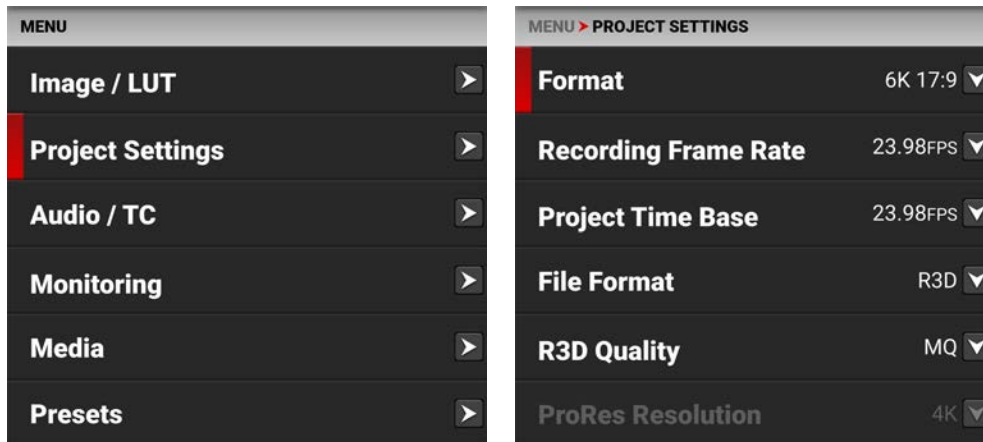 MENU
Image / LUT
Project Settings
Audio / TC
Monitoring
Media
Presets
MENU > PROJECT SETTINGS
Format 6K 17:9
Recording Frame Rate 23.98FPS
Project Time Base 23.98FPS
File Format R3D
R3D Quality MQ
ProRes Resolution 4K